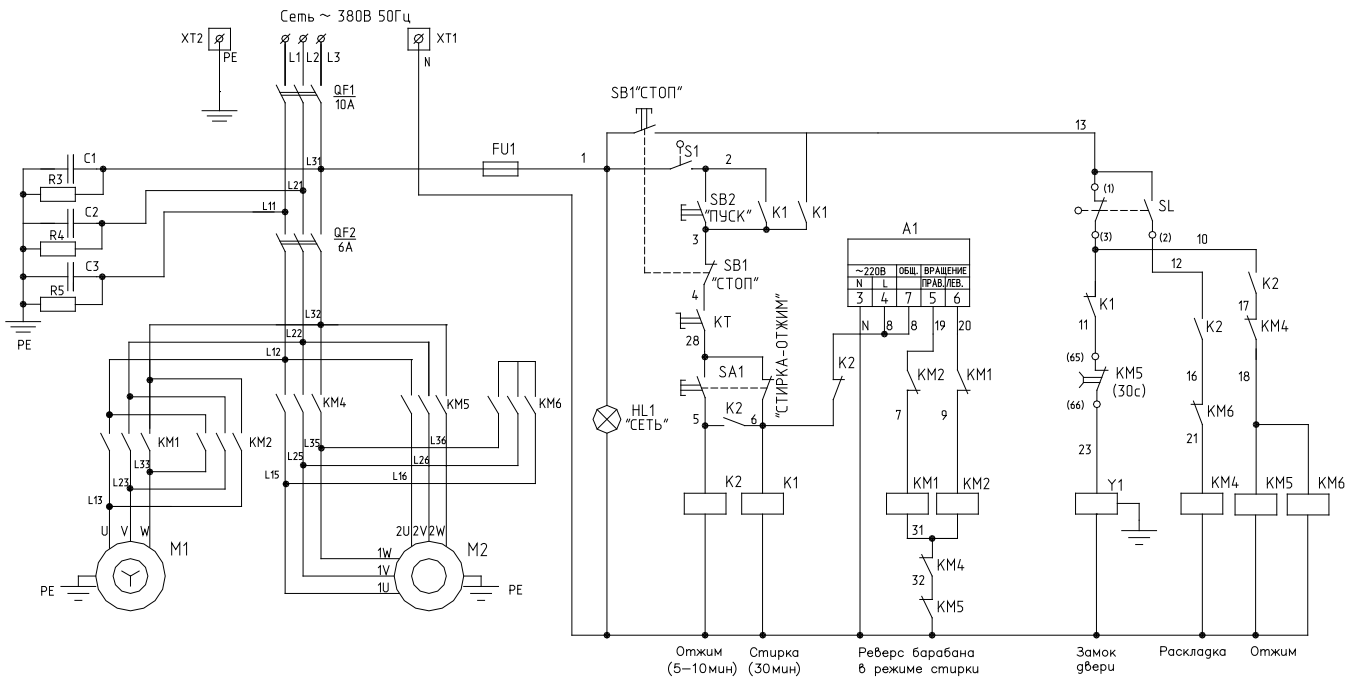 Сеть ~ 380В 50Гц
XT2
PE
L1
L2
L3
XT1
N
QF1
10А
SB1"СТОП"
13
C1
R3
L31
FU1
1
S1
2
C2
L21
R4
L11
C3
R5
PE
QF2
6А
SB2
"ПУСК"
K1
K1
3
SB1
"СТОП"
4
KT
28
SA1
"СТИРКА-ОТЖИМ"
5
K2
6
K2
A1
~220В
ОБЩ.
ВРАЩЕНИЕ
N
L
ПРАВ.
ЛЕВ.
3
4
7
5
6
N
8
8
19
20
(1)
SL
(3)
(2)
10
12
K1
11
(65)
KM5
(30с)
(66)
23
K2
17
KM4
K2
16
18
KM6
21
L32
L22
L12
KM1
KM2
L33
L23
L13
KM4
KM5
KM6
L35
L36
L25
L26
L15
L16
HL1
"СЕТЬ"
KM2
KM1
7
9
K2
K1
KM1
KM2
Y1
KM4
KM5
KM6
31
KM4
32
KM5
U
V
W
M1
PE
2U
2V
2W
M2
1W
1V
1U
PE
Отжим
(5-10мин)
Стирка
(30мин)
Реверс барабана
в режиме стирки
Замок
двери
Раскладка
Отжим